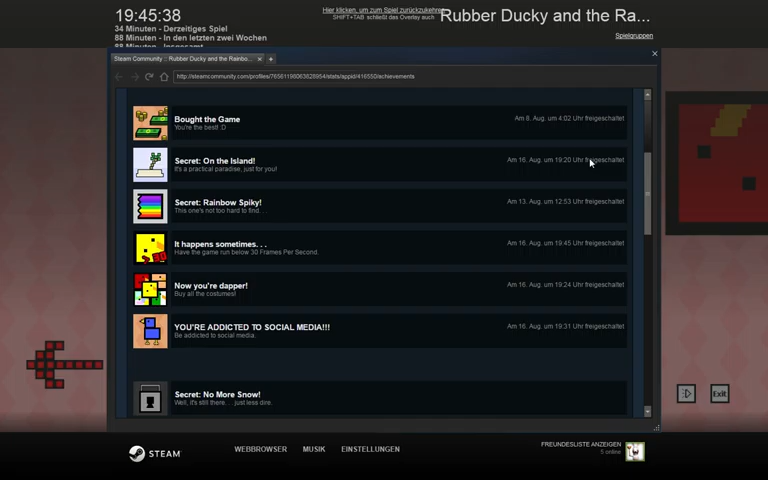 19:45:38
34 Minuten - Derzeitiges Spiel
88 Minuten - In den letzten zwei Wochen
88 Minuten - Insgesamt
Hier klicken, um zum Spiel zurückzukehren
SHIFT+TAB schließt das Overlay auch
Rubber Ducky and the Ra...
Spielgruppen
Steam Community :: Rubber Ducky and the Rainbo...
http://steamcommunity.com/profiles/76561198063628954/stats/appid/416550/achievements
Bought the Game
You're the best! :D
Am 8. Aug. um 4:02 Uhr freigeschaltet
Secret: On the Island!
It's a practical paradise, just for you!
Am 16. Aug. um 19:20 Uhr freigeschaltet
Secret: Rainbow Spiky!
This one's not too hard to find. . .
Am 13. Aug. um 12:53 Uhr freigeschaltet
It happens sometimes. . .
Have the game run below 30 Frames Per Second.
Am 16. Aug. um 19:45 Uhr freigeschaltet
Now you're dapper!
Buy all the costumes!
Am 16. Aug. um 19:24 Uhr freigeschaltet
YOU'RE ADDICTED TO SOCIAL MEDIA!!!
Be addicted to social media.
Am 16. Aug. um 19:31 Uhr freigeschaltet
Secret: No More Snow!
Well, it's still there. . . just less dire.
Exit
STEAM
WEBBROWSER
MUSIK
EINSTELLUNGEN
FREUNDESLISTE ANZEIGEN
5 online